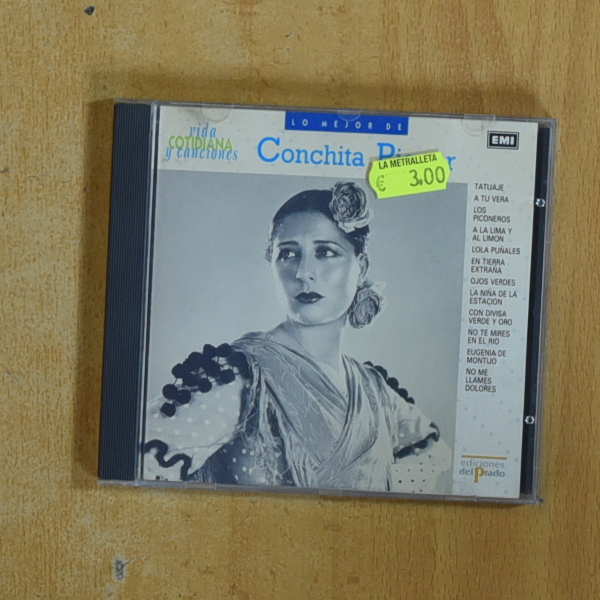 LO MEJOR DE
vida
COTIDIANA
y canciones
Conchita
EMI
LA METRALLETA
€ 3,00
TATUAJE
A TU VERA
LOS
PICONEROS
A LA LIMA Y
AL LIMON
LOLA PUÑALES
EN TIERRA
EXTRAÑA
OJOS VERDES
LA NIÑA DE LA
ESTACION
CON DIVISA
VERDE Y ORO
NO TE MIRES
EN EL RIO
EUGENIA DE
MONTIJO
NO ME
LLAMES
DOLORES
ediciones
del Prado